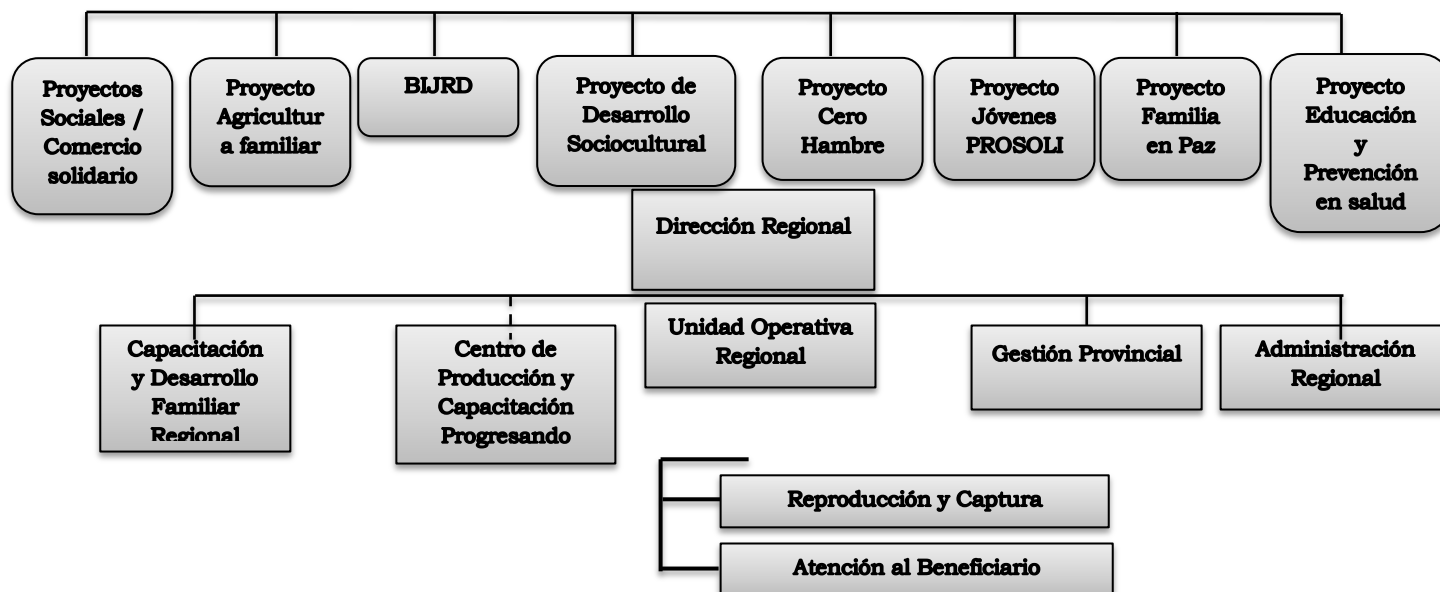 Proyectos
Sociales /
Comercio
solidario
Proyecto
Agricultur
a familiar
BIJRD
Proyecto de
Desarrollo
Sociocultural
Proyecto
Cero
Hambre
Proyecto
Jóvenes
PROSOLI
Proyecto
Familia
en Paz
Proyecto
Educación
y
Prevención
en salud
Dirección Regional
Capacitación
y Desarrollo
Familiar
Regional
Centro de
Producción y
Capacitación
Progresando
Unidad Operativa
Regional
Gestión Provincial
Administración
Regional
Reproducción y Captura
Atención al Beneficiario